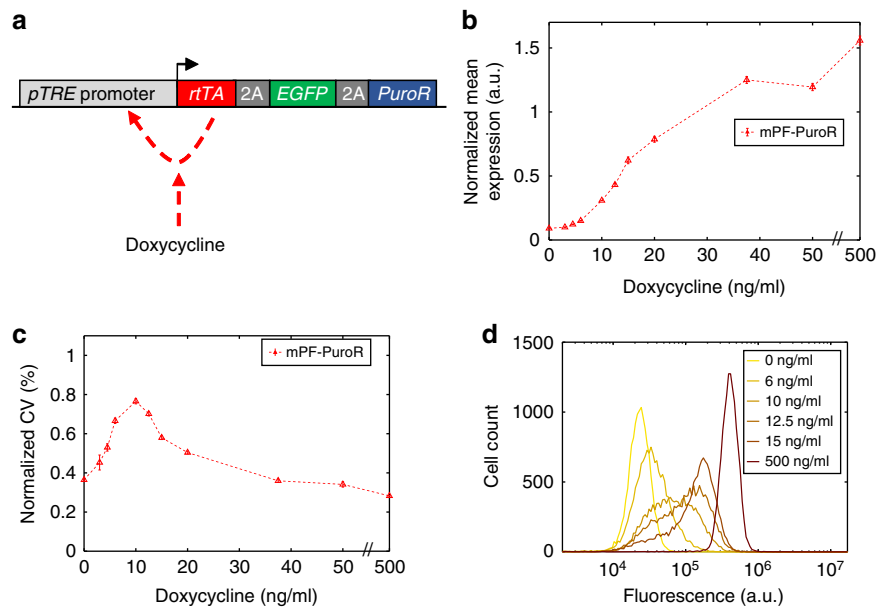 a
pTRE promoter rtTA 2A EGFP 2A PuroR
Doxycycline
b
Normalized mean
expression (a.u.)
1.5
1
0.5
0
mPF-PuroR
0 10 20 30 40 50 500
Doxycycline (ng/ml)
c
Normalized CV (%)
1
0.8
0.6
0.4
0.2
0
mPF-PuroR
0 10 20 30 40 50 500
Doxycycline (ng/ml)
d
Cell count
1500
1000
500
0
0 ng/ml
6 ng/ml
10 ng/ml
12.5 ng/ml
15 ng/ml
500 ng/ml
10⁴ 10⁵ 10⁶ 10⁷
Fluorescence (a.u.)